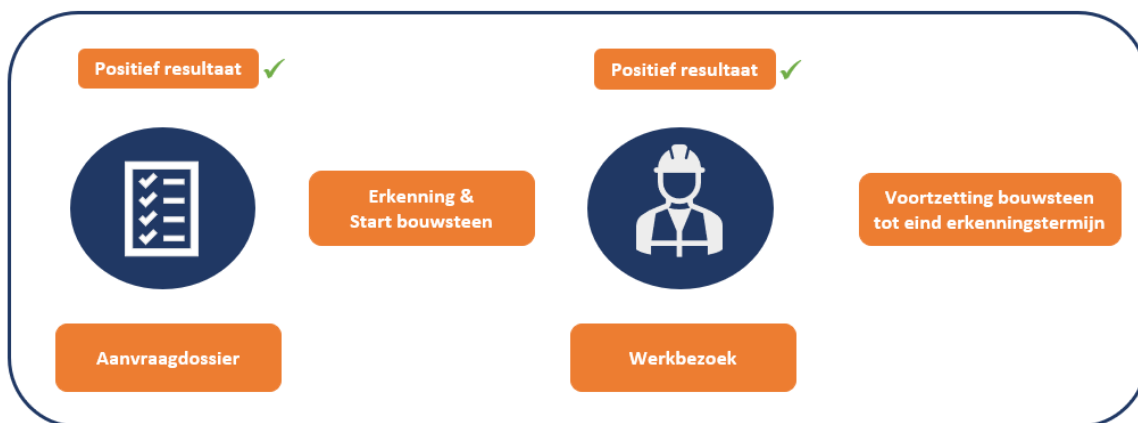 Positief resultaat
Positief resultaat
Erkenning &
Start bouwsteen
Voortzetting bouwsteen
tot eind erkenningstermijn
Aanvraagdossier
Werkbezoek